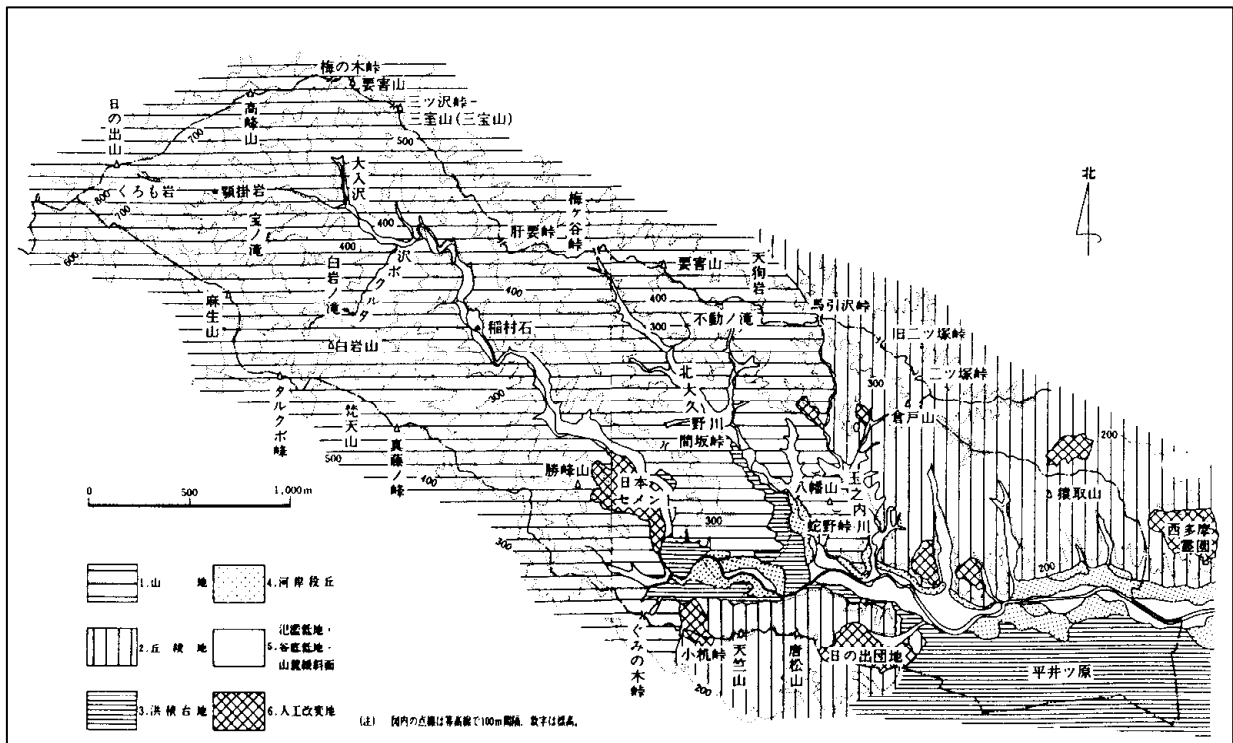 梅の木峠
要害山
三ツ沢峠
三室山(三宝山)
日の出山
高峰山
700
500
大入沢
くろも岩
顎掛岩
800
700
600
宝ノ滝
400
400
梅ヶ谷峠
肝要峠
要害山
天狗岩
北
白岩ノ滝
沢ボクルタ
400
400
300
馬引沢峠
不動ノ滝
旧二ツ塚峠
麻生山
稲村石
白岩山
二ツ塚峠
300
北大久野川
倉戸山
タルクボ峰
梵天山
300
真藤ノ峰
間坂峠
500
400
200
0 500 1,000m
勝峰山
日本セメント
八幡山
玉之内川
猿取山
蛇野峠
西多摩霊園
300
300
200
1.山地
4.河岸段丘
2.丘稜地
5.氾濫低地・谷底低地・山麓緩斜面
3.洪積台地
6.人工改変地
ぐみの木峠
小机峠
天竺山
唐松山
日の出団地
平井ツ原
200
(注) 図内の点線は等高線で100m間隔、数字は標高。